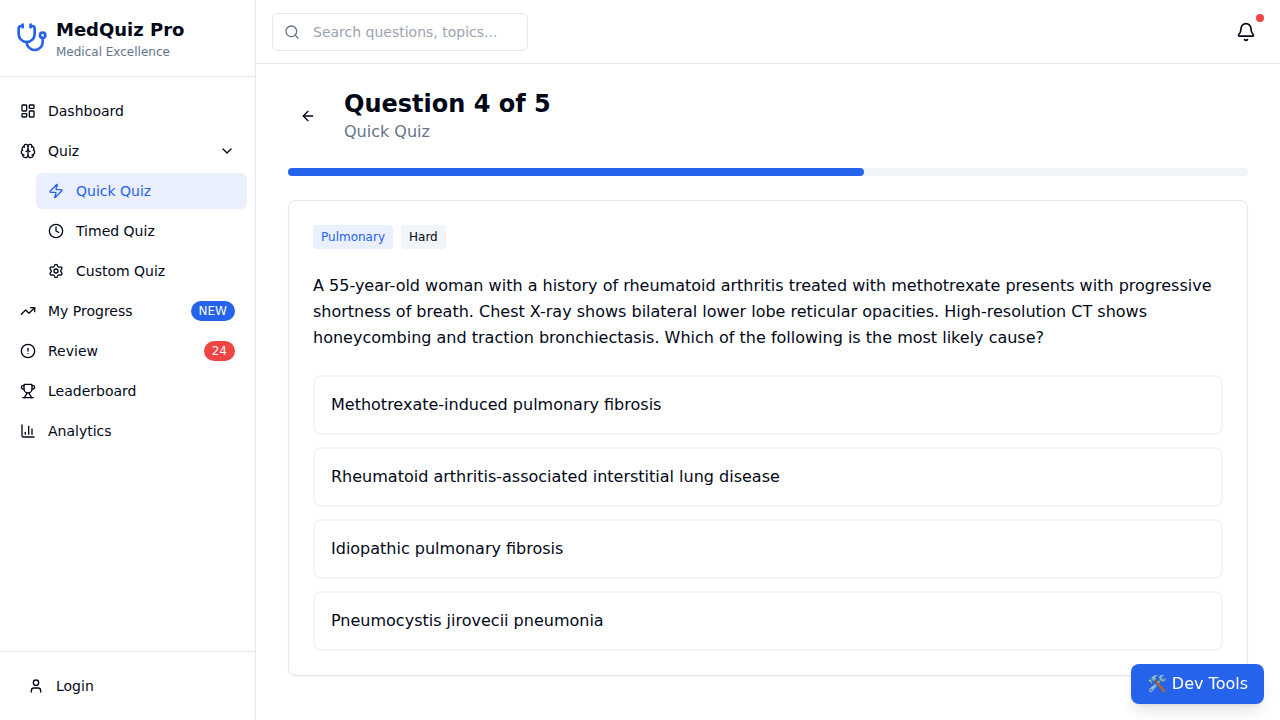 MedQuiz Pro
Medical Excellence
Dashboard
Quiz
Quick Quiz
Timed Quiz
Custom Quiz
My Progress NEW
Review 24
Leaderboard
Analytics
Login
Search questions, topics...
Question 4 of 5
Quick Quiz
Pulmonary Hard
A 55-year-old woman with a history of rheumatoid arthritis treated with methotrexate presents with progressive
shortness of breath. Chest X-ray shows bilateral lower lobe reticular opacities. High-resolution CT shows
honeycombing and traction bronchiectasis. Which of the following is the most likely cause?
Methotrexate-induced pulmonary fibrosis
Rheumatoid arthritis-associated interstitial lung disease
Idiopathic pulmonary fibrosis
Pneumocystis jirovecii pneumonia
🛠️ Dev Tools